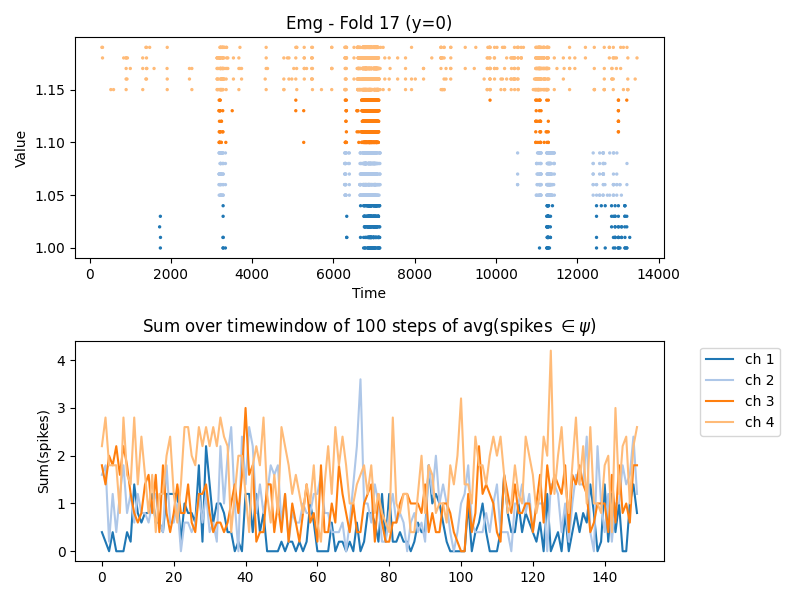 Emg - Fold 17 (y=0)
Value
1.15
1.10
1.05
1.00
0 2000 4000 6000 8000 10000 12000 14000
Time
Sum over timewindow of 100 steps of avg(spikes ∈ ψ)
Sum(spikes)
4
3
2
1
0
0 20 40 60 80 100 120 140
ch 1
ch 2
ch 3
ch 4